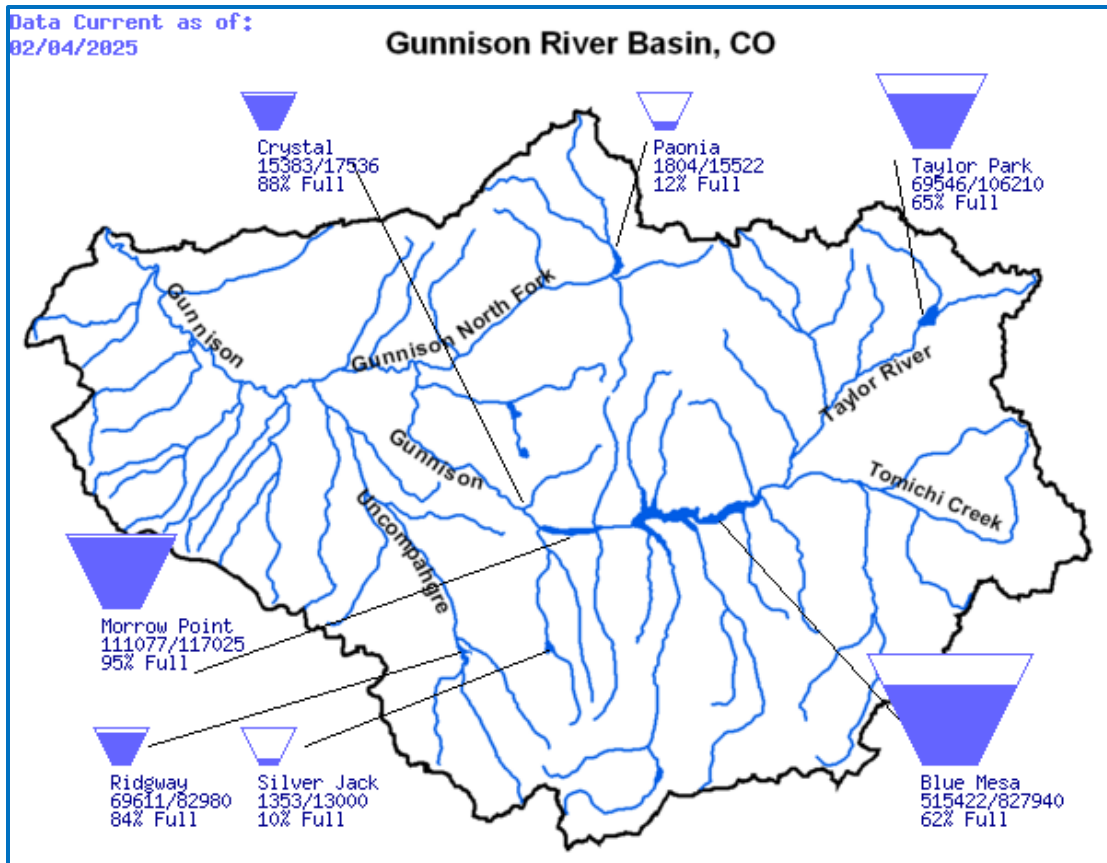 Data Current as of:
02/04/2025
Gunnison River Basin, CO
Crystal
15383/17536
88% Full
Paonia
1804/15522
12% Full
Taylor Park
69546/106210
65% Full
Gunnison
Gunnison North Fork
Taylor River
Gunnison
Tomichi Creek
Uncompahgre
Morrow Point
111077/117025
95% Full
Ridgway
69611/82980
84% Full
Silver Jack
1353/13000
10% Full
Blue Mesa
515422/827940
62% Full